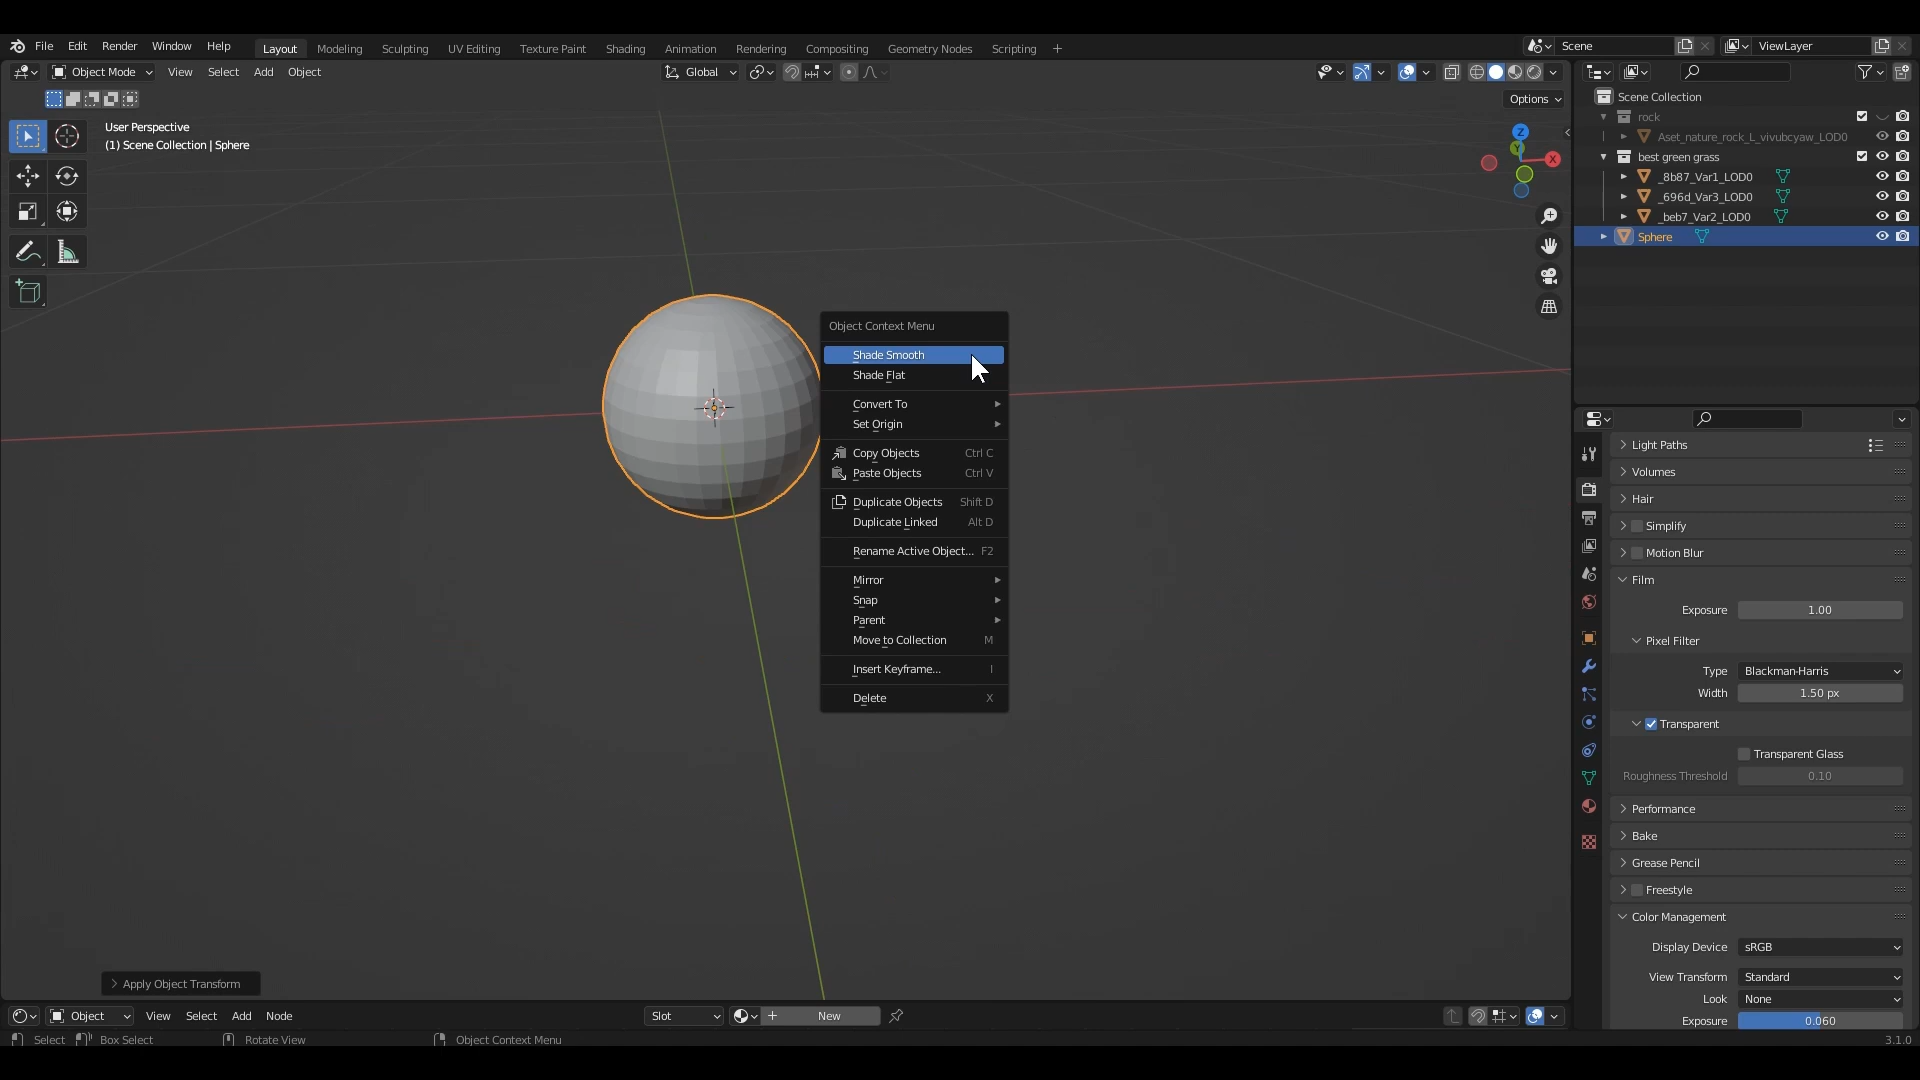 File Edit Render Window Help Layout Modeling Sculpting UV Editing Texture Paint Shading Animation Rendering Compositing Geometry Nodes Scripting + Scene ViewLayer
Object Mode View Select Add Object Global
Options
User Perspective
(1) Scene Collection | Sphere
Z
Y
X
Object Context Menu
Shade Smooth
Shade Flat
Convert To
Set Origin
Copy Objects Ctrl C
Paste Objects Ctrl V
Duplicate Objects Shift D
Duplicate Linked Alt D
Rename Active Object... F2
Mirror
Snap
Parent
Move to Collection M
Insert Keyframe... I
Delete X
Scene Collection
rock
Aset_nature_rock_L_vivubcyaw_LOD0
best green grass
_8b87_Var1_LOD0
_696d_Var3_LOD0
_beb7_Var2_LOD0
Sphere
Light Paths
Volumes
Hair
Simplify
Motion Blur
Film
Exposure 1.00
Pixel Filter
Type Blackman-Harris
Width 1.50 px
Transparent
Transparent Glass
Roughness Threshold 0.10
Performance
Bake
Grease Pencil
Freestyle
Color Management
Display Device sRGB
View Transform Standard
Look None
Exposure 0.060
Apply Object Transform
Object View Select Add Node Slot New
Select Box Select Rotate View Object Context Menu 3.1.0